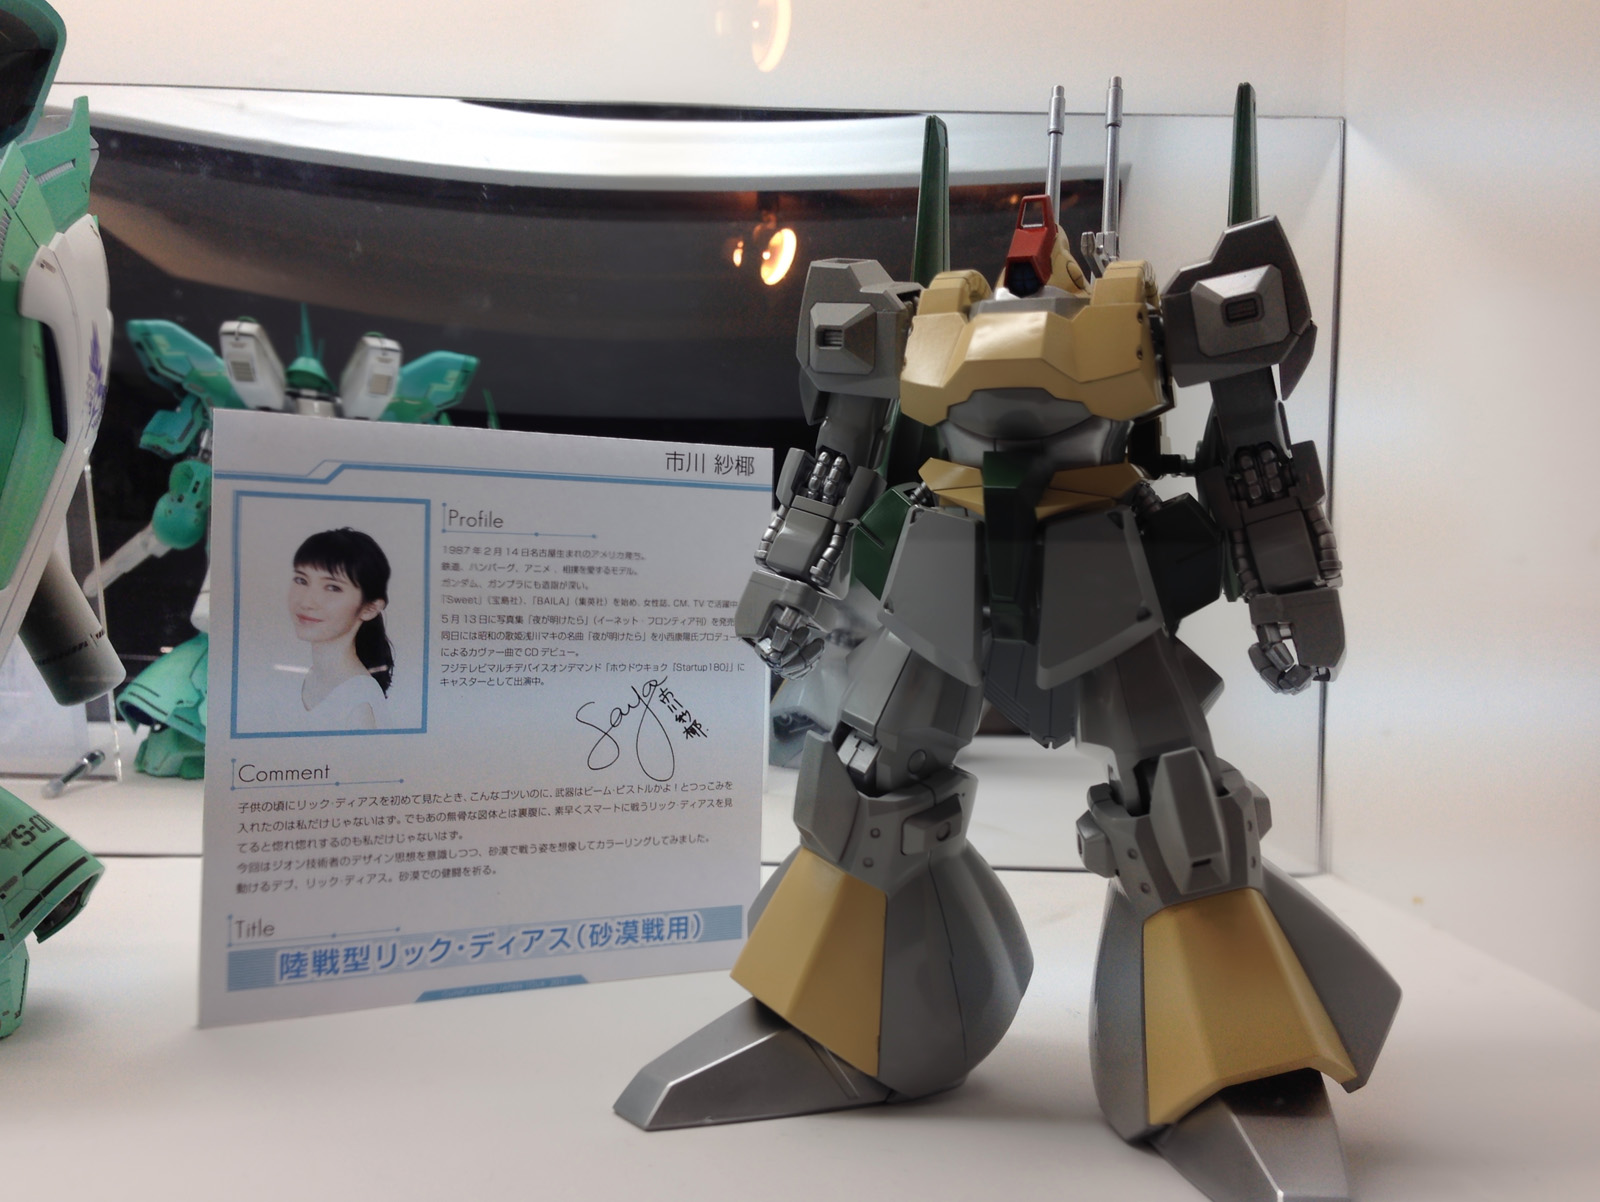 市川 紗椰
Profile
1987年2月14日名古屋生まれのアメリカ育ち。
鉄道、ハンバーグ、アニメ、相撲を愛するモデル。
ガンダム、ガンプラにも造詣が深い。
『Sweet』(宝島社)、『BAILA』(集英社)を始め、女性誌、CM、TVで活躍中
5月13日に写真集「夜が明けたら」(イーネット・フロンティア刊)を発売
同日には昭和の歌姫浅川マキの名曲「夜が明けたら」を小西康陽氏プロデュー
によるカヴァー曲でCDデビュー。
フジテレビマルチデバイスオンデマンド「ホウドウキョク『Startup180』」に
キャスターとして出演中。
Saya
市川紗椰
Comment
子供の頃にリック・ディアスを初めて見たとき、こんなゴツいのに、武器はビーム・ピストルかよ!とつっこみを
入れたのは私だけじゃないはず。でもあの無骨な図体とは裏腹に、素早くスマートに戦うリック・ディアスを見
てると惚れ惚れするのも私だけじゃないはず。
今回はジオン技術者のデザイン思想を意識しつつ、砂漠で戦う姿を想像してカラーリングしてみました。
動けるデブ、リック・ディアス。砂漠での健闘を祈る。
Title
陸戦型リック・ディアス(砂漠戦用)